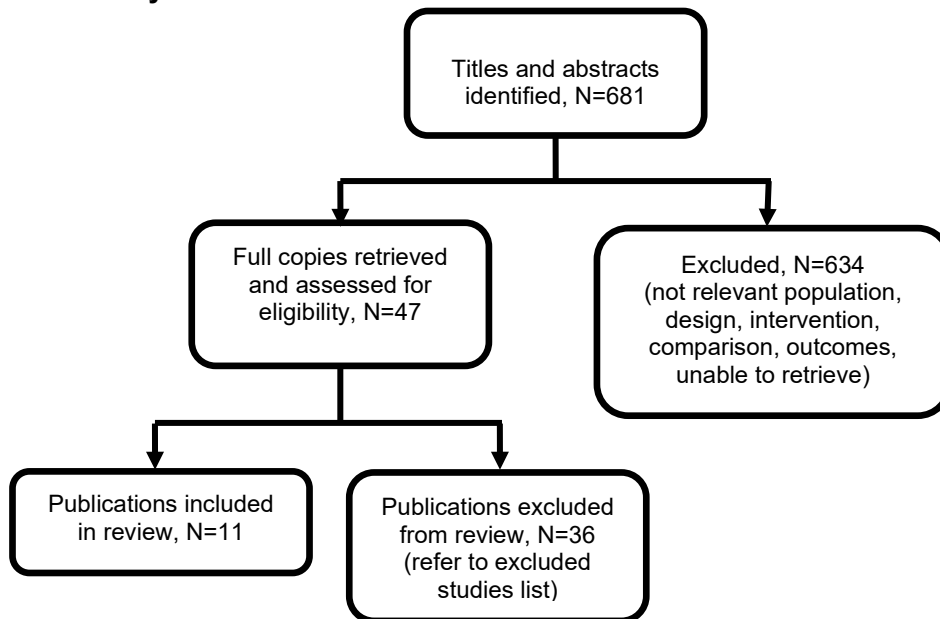 Titles and abstracts
identified, N=681
Full copies retrieved
and assessed for
eligibility, N=47
Excluded, N=634
(not relevant population,
design, intervention,
comparison, outcomes,
unable to retrieve)
Publications included
in review, N=11
Publications excluded
from review, N=36
(refer to excluded
studies list)